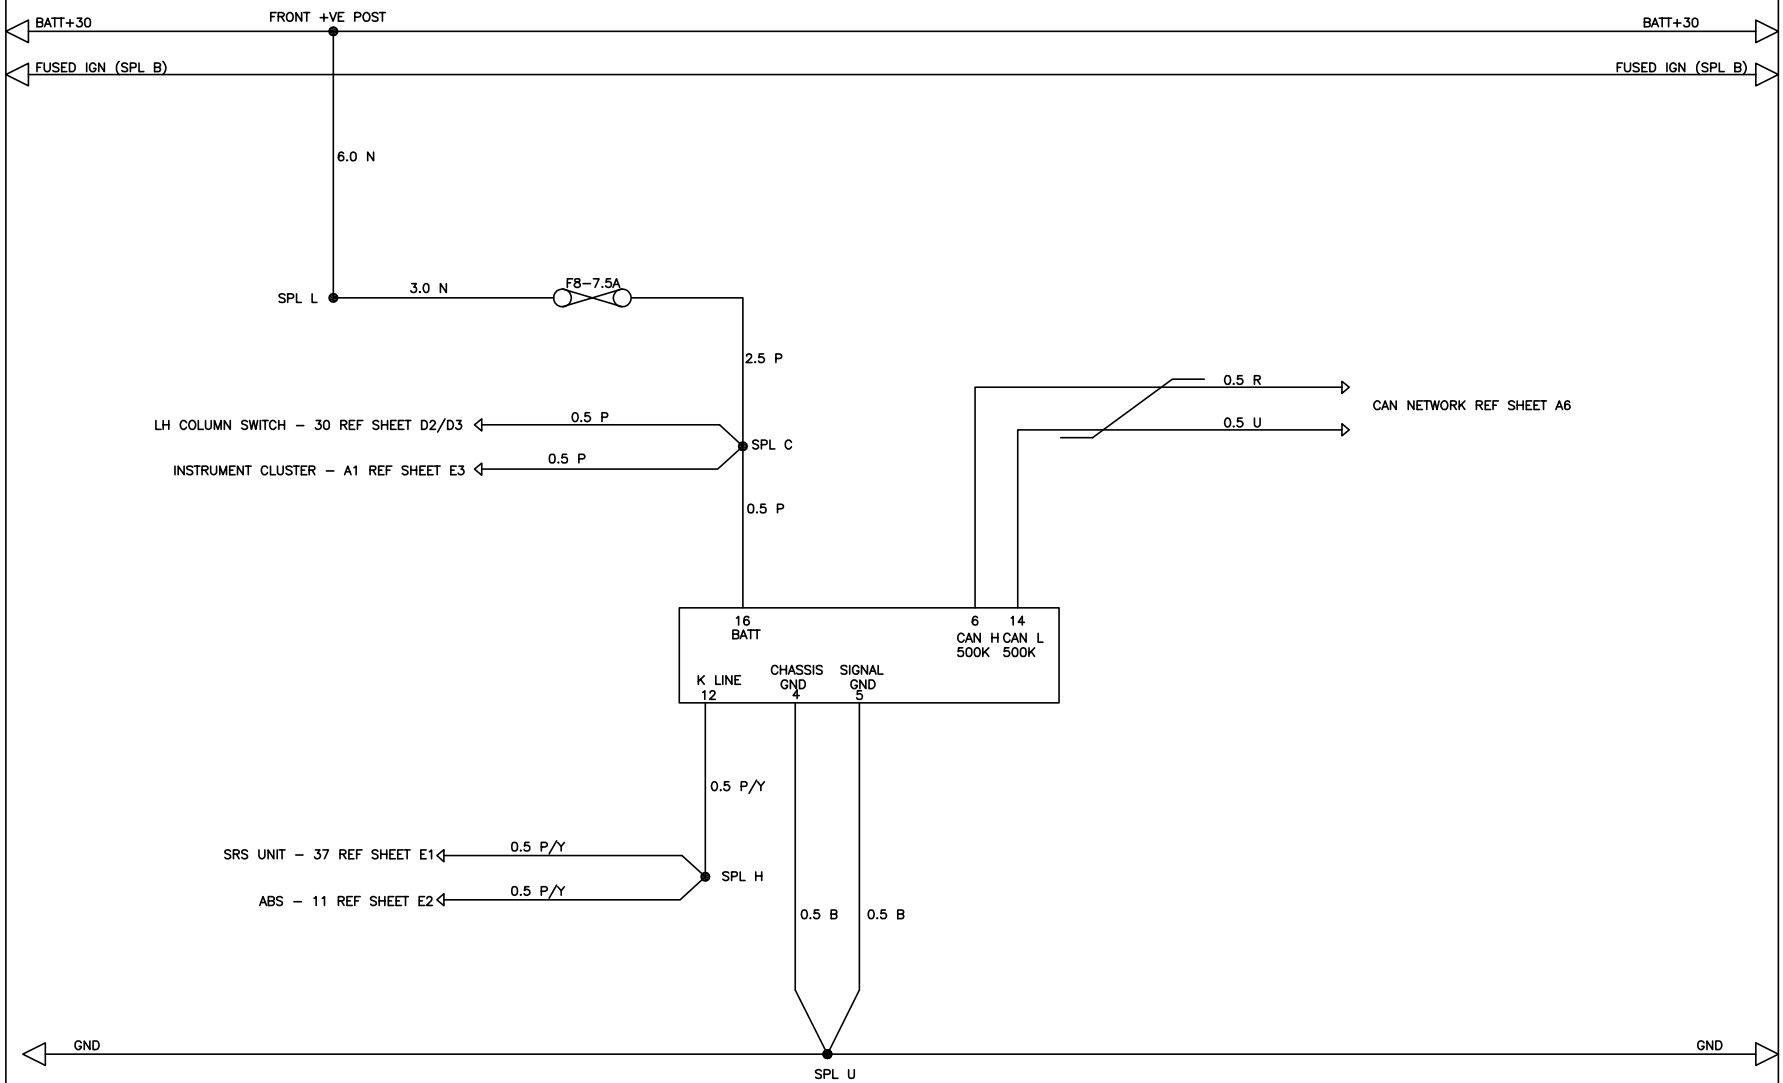 FRONT +VE POST
BATT+30
BATT+30
FUSED IGN (SPL B)
FUSED IGN (SPL B)
6.0 N
F8-7.5A
3.0 N
SPL L
2.5 P
0.5 R
CAN NETWORK REF SHEET A6
0.5 P
LH COLUMN SWITCH - 30 REF SHEET D2/D3
0.5 U
SPL C
0.5 P
INSTRUMENT CLUSTER - A1 REF SHEET E3
0.5 P
16
BATT
6
CAN H
500K
14
CAN L
500K
K LINE
12
CHASSIS
GND
4
SIGNAL
GND
5
0.5 P/Y
0.5 P/Y
SRS UNIT - 37 REF SHEET E1
SPL H
0.5 P/Y
ABS - 11 REF SHEET E2
0.5 B
0.5 B
GND
GND
SPL U